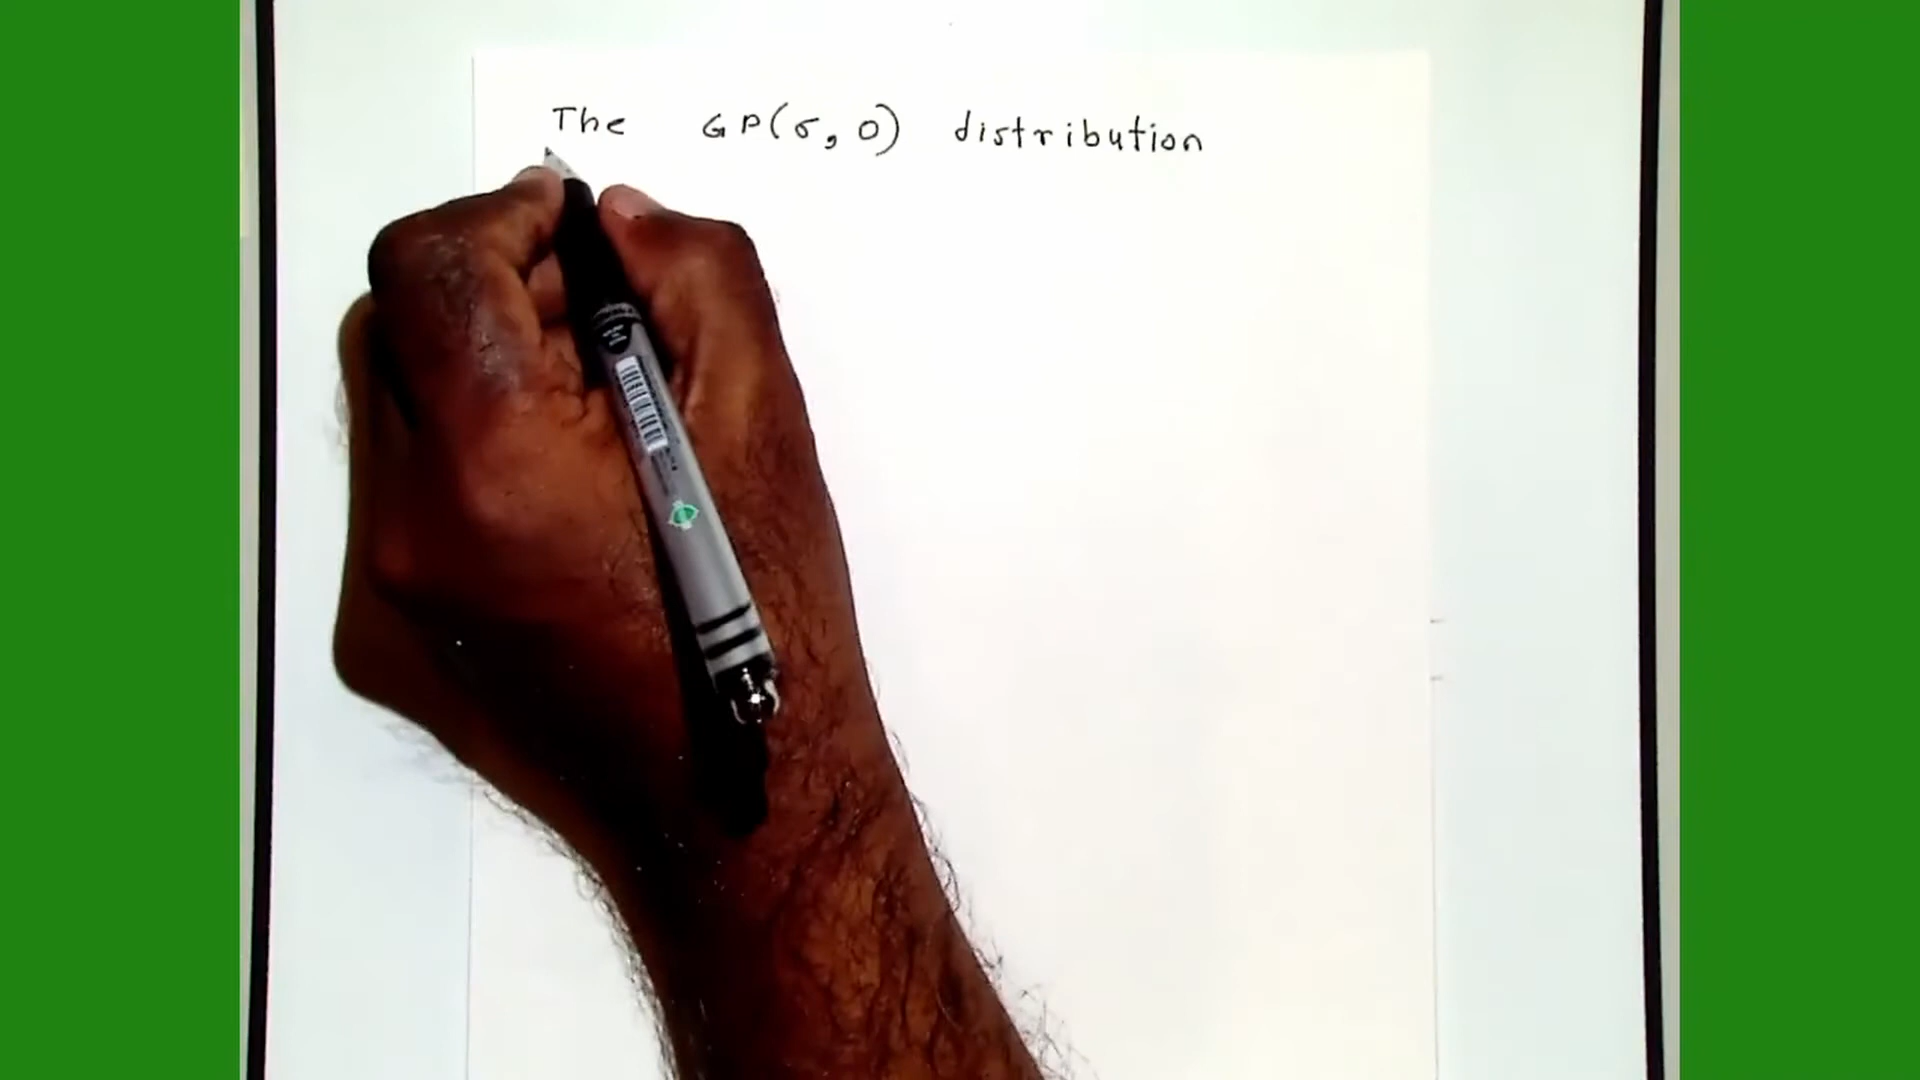 The GP(σ, 0) distribution